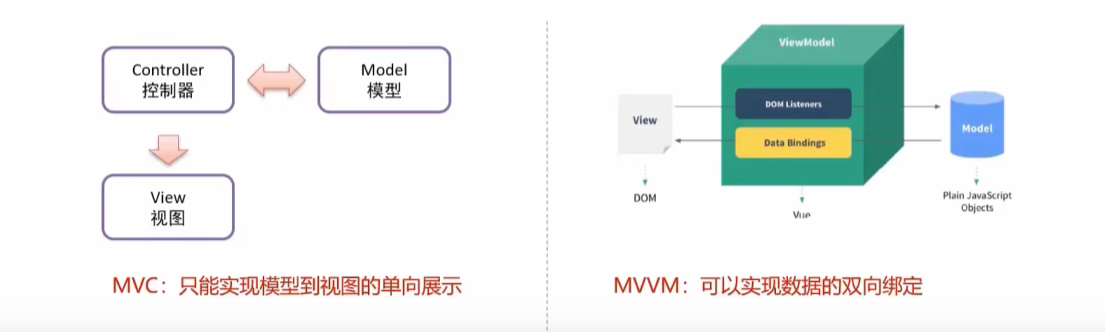 Controller
控制器
Model
模型
View
视图
MVC：只能实现模型到视图的单向展示
ViewModel
DOM Listeners
View
Model
Data Bindings
DOM
Vue
Plain JavaScript
Objects
MVVM：可以实现数据的双向绑定